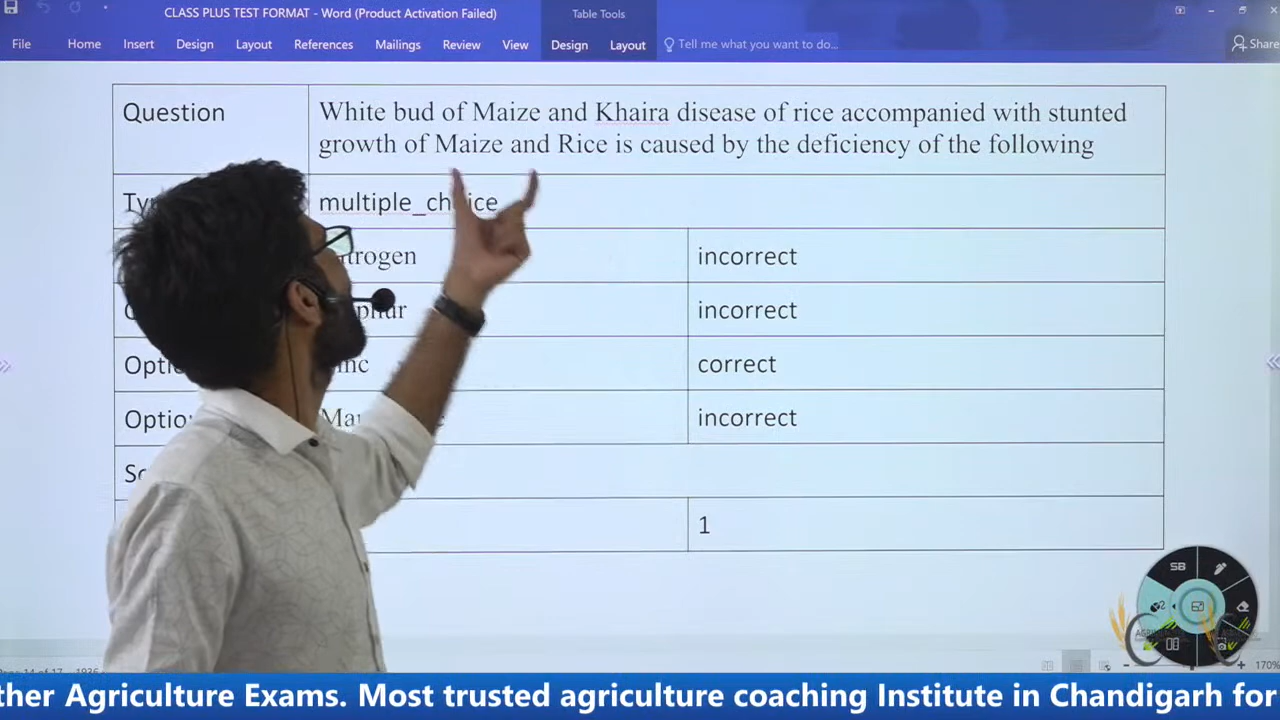 CLASS PLUS TEST FORMAT - Word (Product Activation Failed)
Table Tools
File Home Insert Design Layout References Mailings Review View Design Layout Tell me what you want to do... Share
Question
White bud of Maize and Khaira disease of rice accompanied with stunted
growth of Maize and Rice is caused by the deficiency of the following
multiple_choice
incorrect
incorrect
correct
incorrect
1
SB
170%
ther Agriculture Exams. Most trusted agriculture coaching Institute in Chandigarh for